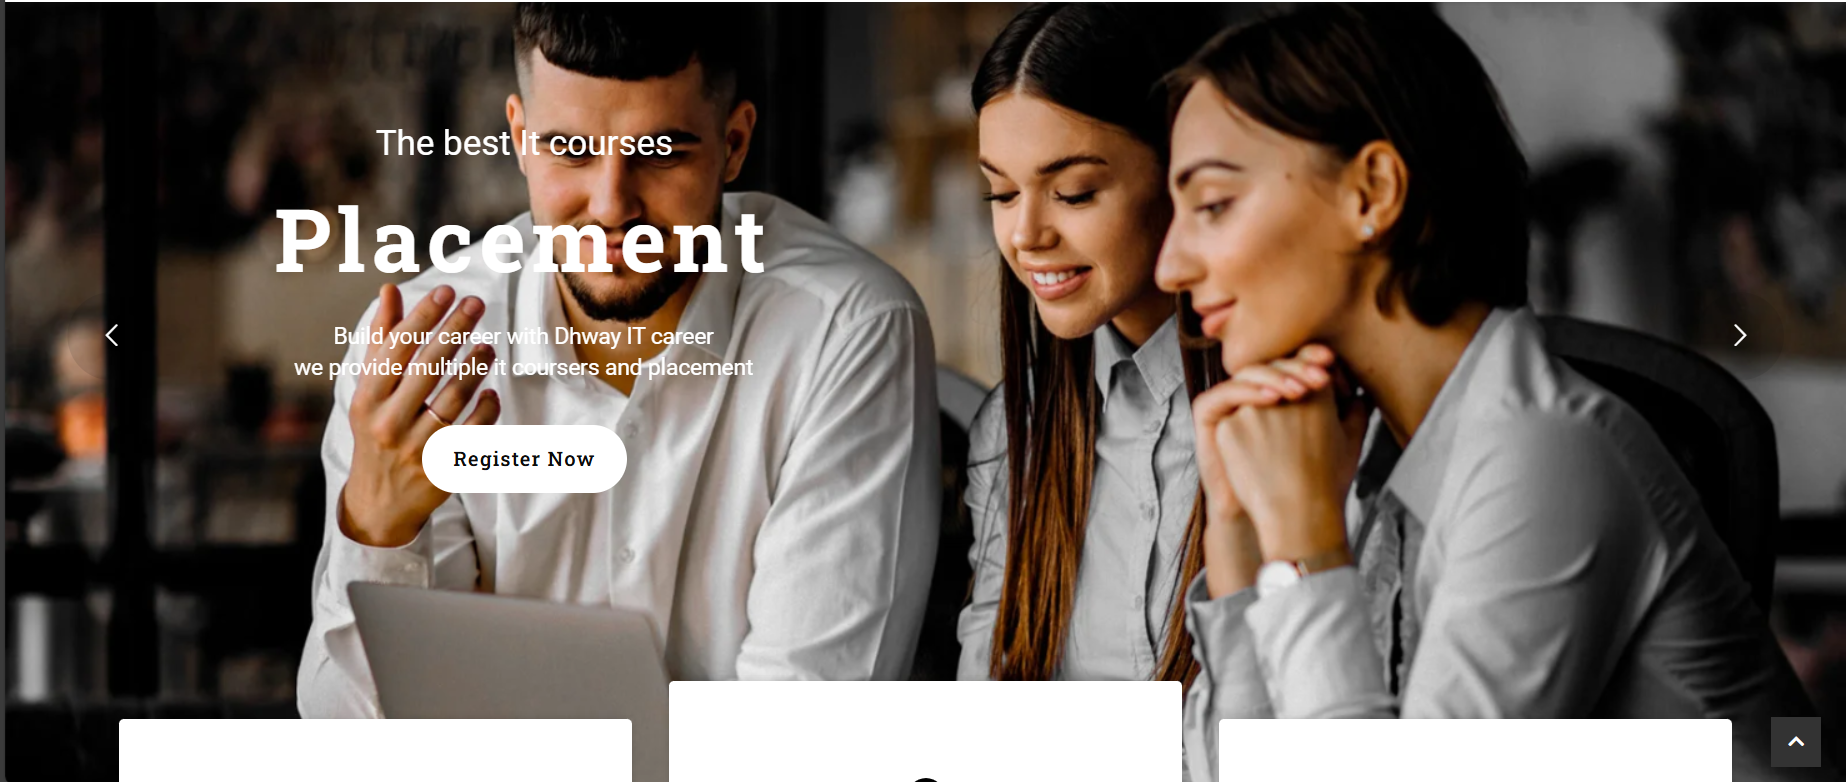 The best It courses
Placement
Build your career with Dhway IT career
we provide multiple it coursers and placement
Register Now